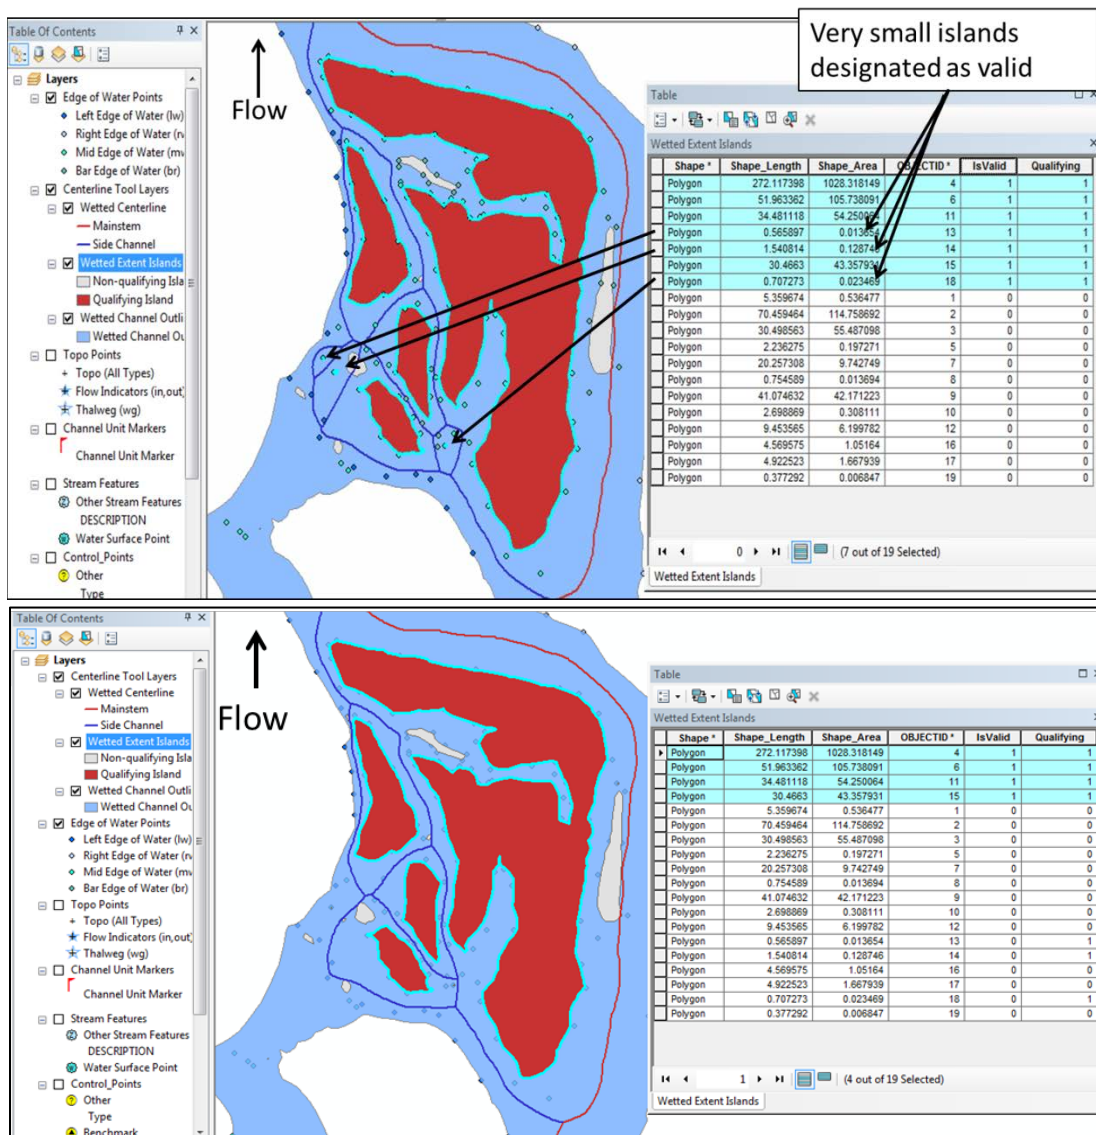 Very small islands
designated as valid
Table Of Contents
Layers
Edge of Water Points
Left Edge of Water (lw)
Right Edge of Water (rv
Mid Edge of Water (mv
Bar Edge of Water (br)
Centerline Tool Layers
Wetted Centerline
Mainstem
Side Channel
Wetted Extent Islands
Non-qualifying Isla
Qualifying Island
Wetted Channel Outli
Wetted Channel Ou
Topo Points
Topo (All Types)
Flow Indicators (in,out)
Thalweg (wg)
Channel Unit Markers
Channel Unit Marker
Stream Features
Other Stream Features
DESCRIPTION
Water Surface Point
Control_Points
Other
Type
Flow
Table
Wetted Extent Islands
Shape * Shape_Length Shape_Area OBJECTID * IsValid Qualifying
Polygon 272.117398 1028.318149 4 1 1
Polygon 51.963362 105.738091 6 1 1
Polygon 34.481118 54.250064 11 1 1
Polygon 0.565897 0.013654 13 1 1
Polygon 1.540814 0.128746 14 1 1
Polygon 30.4663 43.357931 15 1 1
Polygon 0.707273 0.023469 18 1 1
Polygon 5.359674 0.536477 1 0 0
Polygon 70.459464 114.758692 2 0 0
Polygon 30.498563 55.487098 3 0 0
Polygon 2.236275 0.197271 5 0 0
Polygon 20.257308 9.742749 7 0 0
Polygon 0.754589 0.013694 8 0 0
Polygon 41.074632 42.171223 9 0 0
Polygon 2.698869 0.308111 10 0 0
Polygon 9.453565 6.199782 12 0 0
Polygon 4.569575 1.05164 16 0 0
Polygon 4.922523 1.667939 17 0 0
Polygon 0.377292 0.006847 19 0 0
0 (7 out of 19 Selected)
Wetted Extent Islands
Table Of Contents
Layers
Centerline Tool Layers
Wetted Centerline
Mainstem
Side Channel
Wetted Extent Islands
Non-qualifying Isla
Qualifying Island
Wetted Channel Outli
Wetted Channel Ou
Edge of Water Points
Left Edge of Water (lw)
Right Edge of Water (rv
Mid Edge of Water (mv
Bar Edge of Water (br)
Topo Points
Topo (All Types)
Flow Indicators (in,out)
Thalweg (wg)
Channel Unit Markers
Channel Unit Marker
Stream Features
Other Stream Features
DESCRIPTION
Water Surface Point
Control_Points
Other
Type
Benchmark
Flow
Table
Wetted Extent Islands
Shape * Shape_Length Shape_Area OBJECTID * IsValid Qualifying
Polygon 272.117398 1028.318149 4 1 1
Polygon 51.963362 105.738091 6 1 1
Polygon 34.481118 54.250064 11 1 1
Polygon 30.4663 43.357931 15 1 1
Polygon 5.359674 0.536477 1 0 0
Polygon 70.459464 114.758692 2 0 0
Polygon 30.498563 55.487098 3 0 0
Polygon 2.236275 0.197271 5 0 0
Polygon 20.257308 9.742749 7 0 0
Polygon 0.754589 0.013694 8 0 0
Polygon 41.074632 42.171223 9 0 0
Polygon 2.698869 0.308111 10 0 0
Polygon 9.453565 6.199782 12 0 0
Polygon 0.565897 0.013654 13 0 1
Polygon 1.540814 0.128746 14 0 1
Polygon 4.569575 1.05164 16 0 0
Polygon 4.922523 1.667939 17 0 0
Polygon 0.707273 0.023469 18 0 1
Polygon 0.377292 0.006847 19 0 0
1 (4 out of 19 Selected)
Wetted Extent Islands